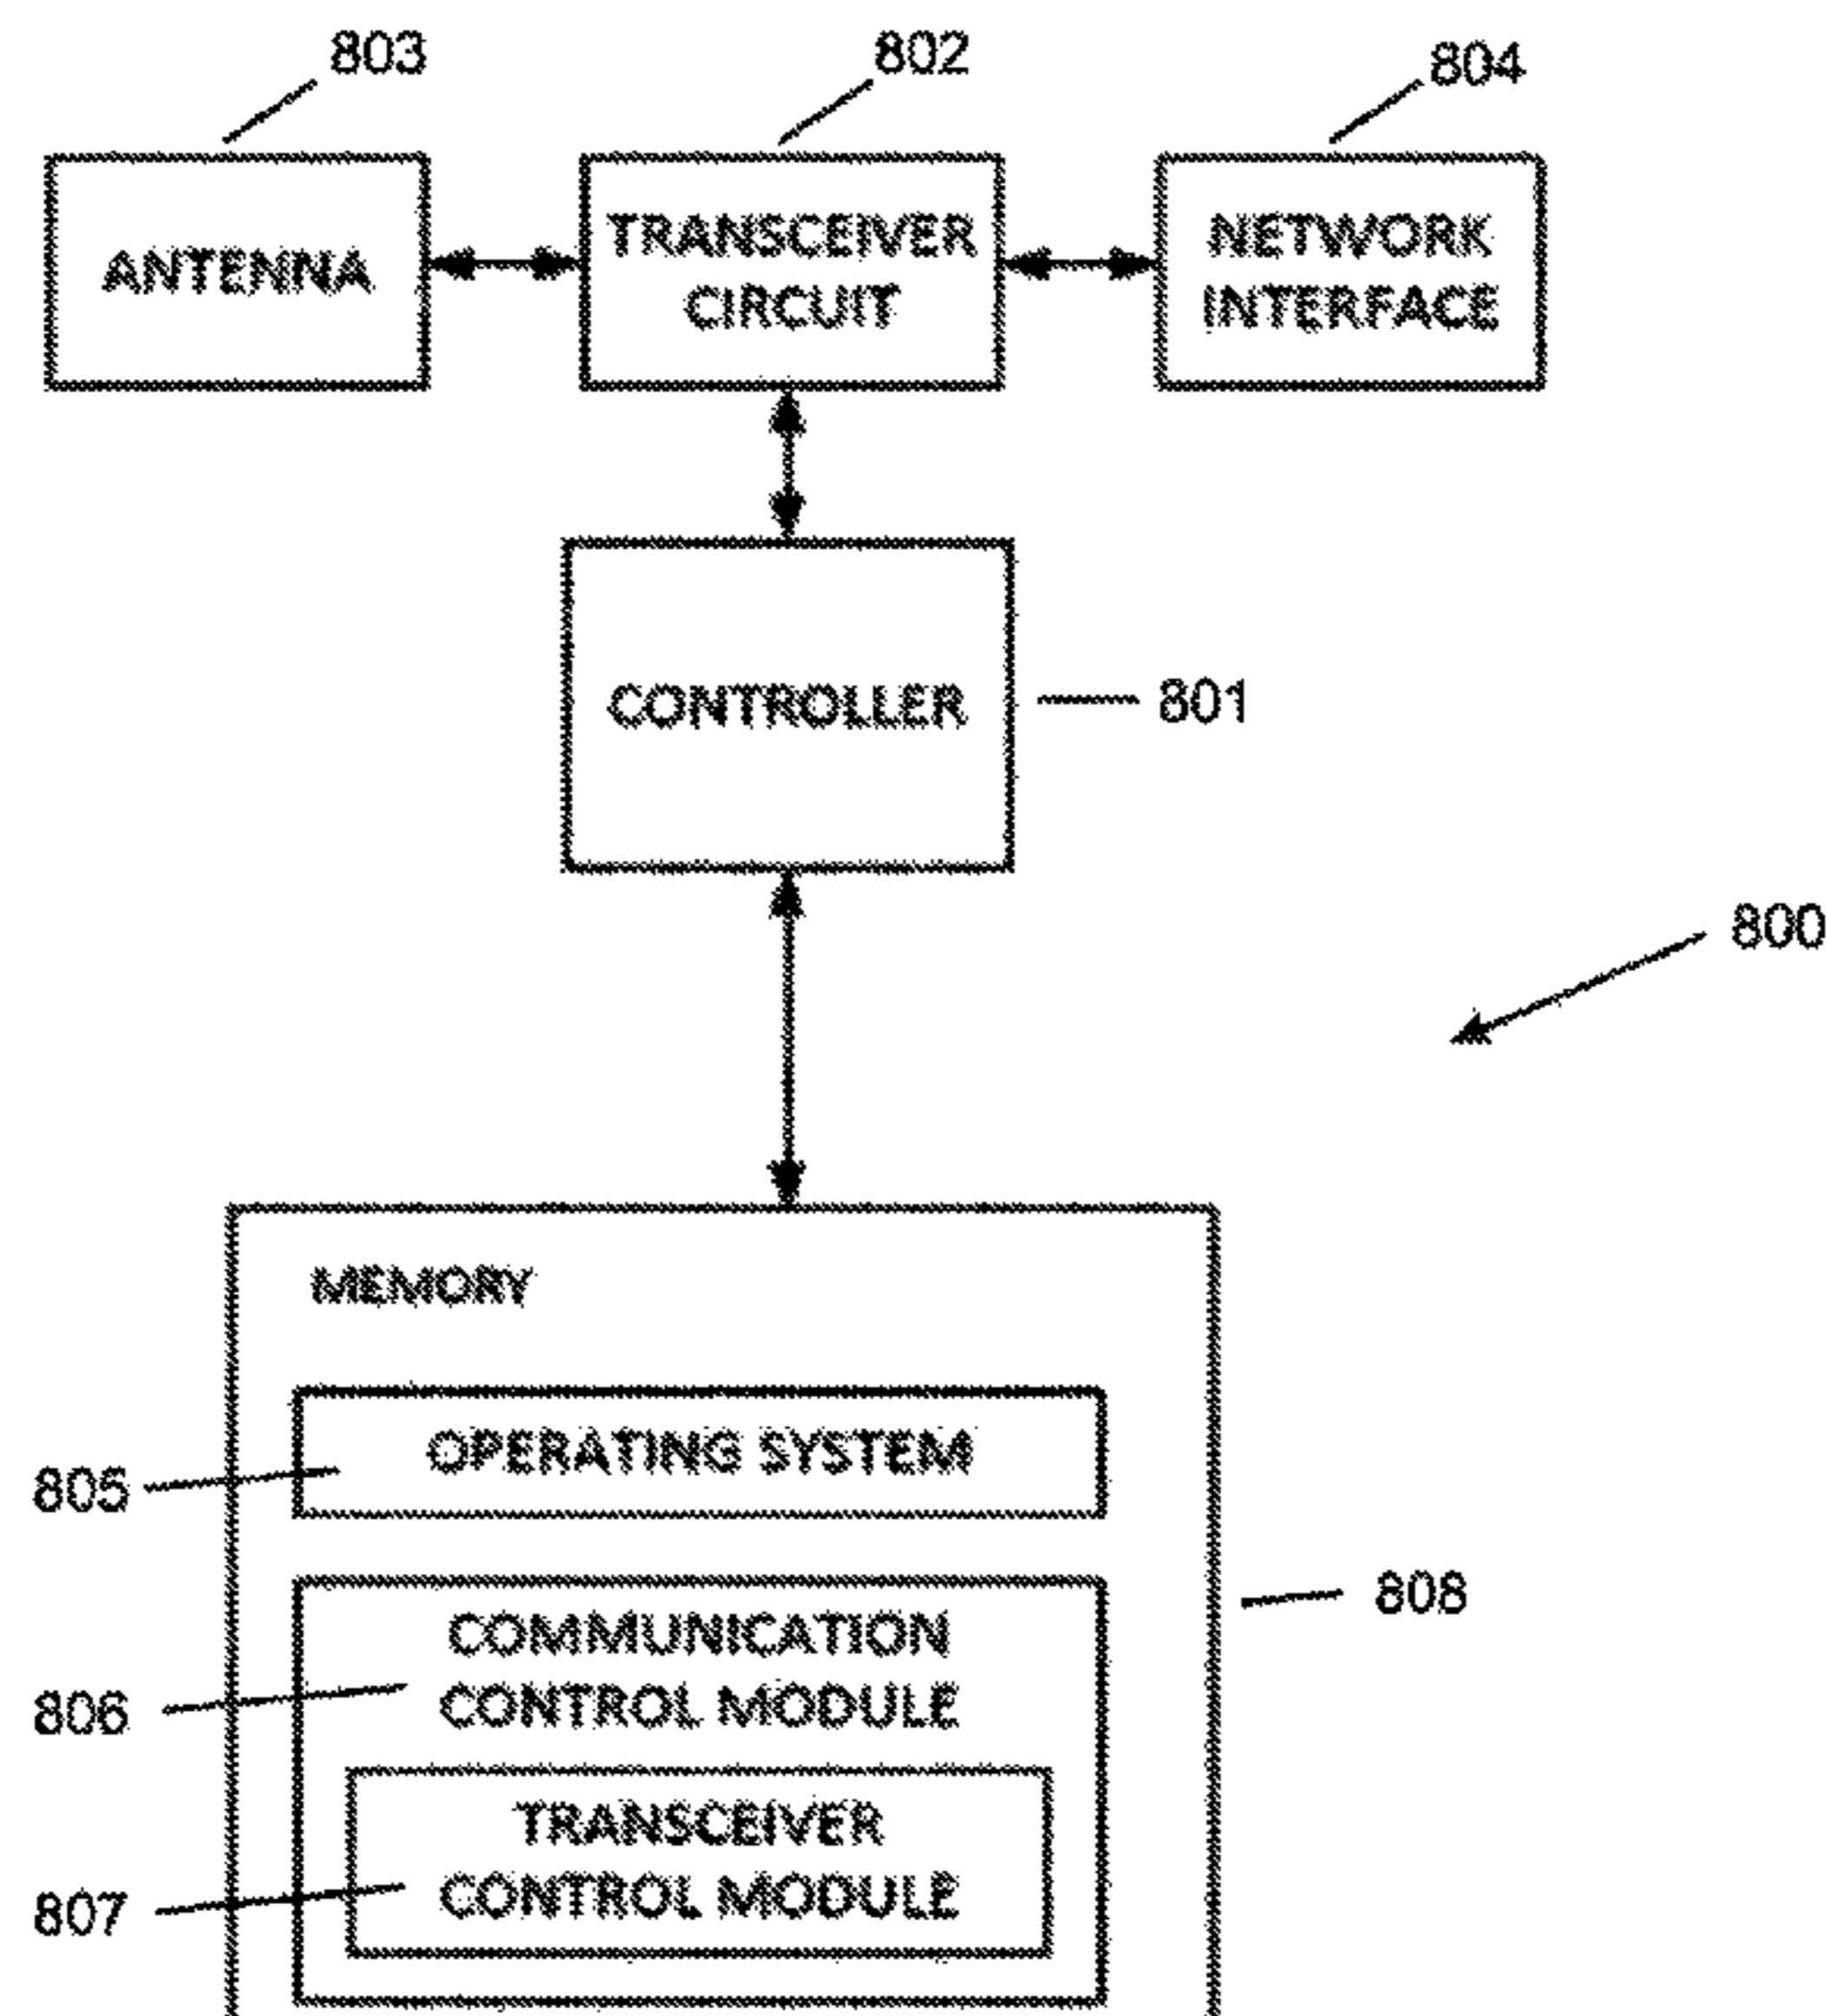 803
802
804
ANTENNA
TRANSCEIVER
CIRCUIT
NETWORK
INTERFACE
CONTROLLER
801
800
MEMORY
OPERATING SYSTEM
805
COMMUNICATION
CONTROL MODULE
808
806
TRANSCEIVER
CONTROL MODULE
807